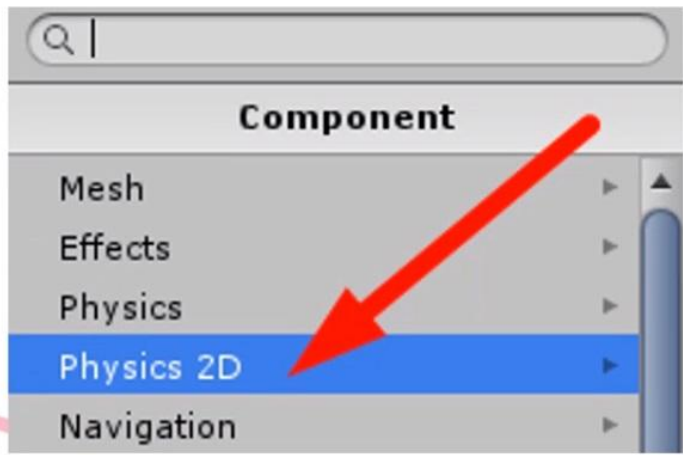 Component
Mesh
Effects
Physics
Physics 2D
Navigation